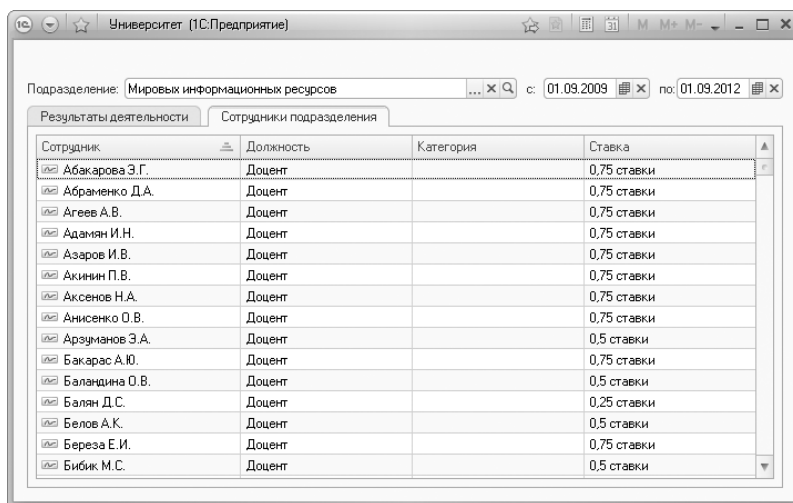 1С Университет (1С:Предприятие) 31 M M+ M-
Подразделение: Мировых информационных ресурсов ... с: 01.09.2009 по: 01.09.2012
Результаты деятельности Сотрудники подразделения
Сотрудник Должность Категория Ставка
Абакарова З.Г. Доцент 0,75 ставки
Абраменко Д.А. Доцент 0,75 ставки
Агеев А.В. Доцент 0,75 ставки
Адамян И.Н. Доцент 0,75 ставки
Азаров И.В. Доцент 0,75 ставки
Акинин П.В. Доцент 0,75 ставки
Аксенов Н.А. Доцент 0,75 ставки
Анисенко О.В. Доцент 0,75 ставки
Арзуманов Э.А. Доцент 0,5 ставки
Бакарас А.Ю. Доцент 0,75 ставки
Баландина О.В. Доцент 0,5 ставки
Балян Д.С. Доцент 0,25 ставки
Белов А.К. Доцент 0,5 ставки
Береза Е.И. Доцент 0,75 ставки
Бибик М.С. Доцент 0,5 ставки